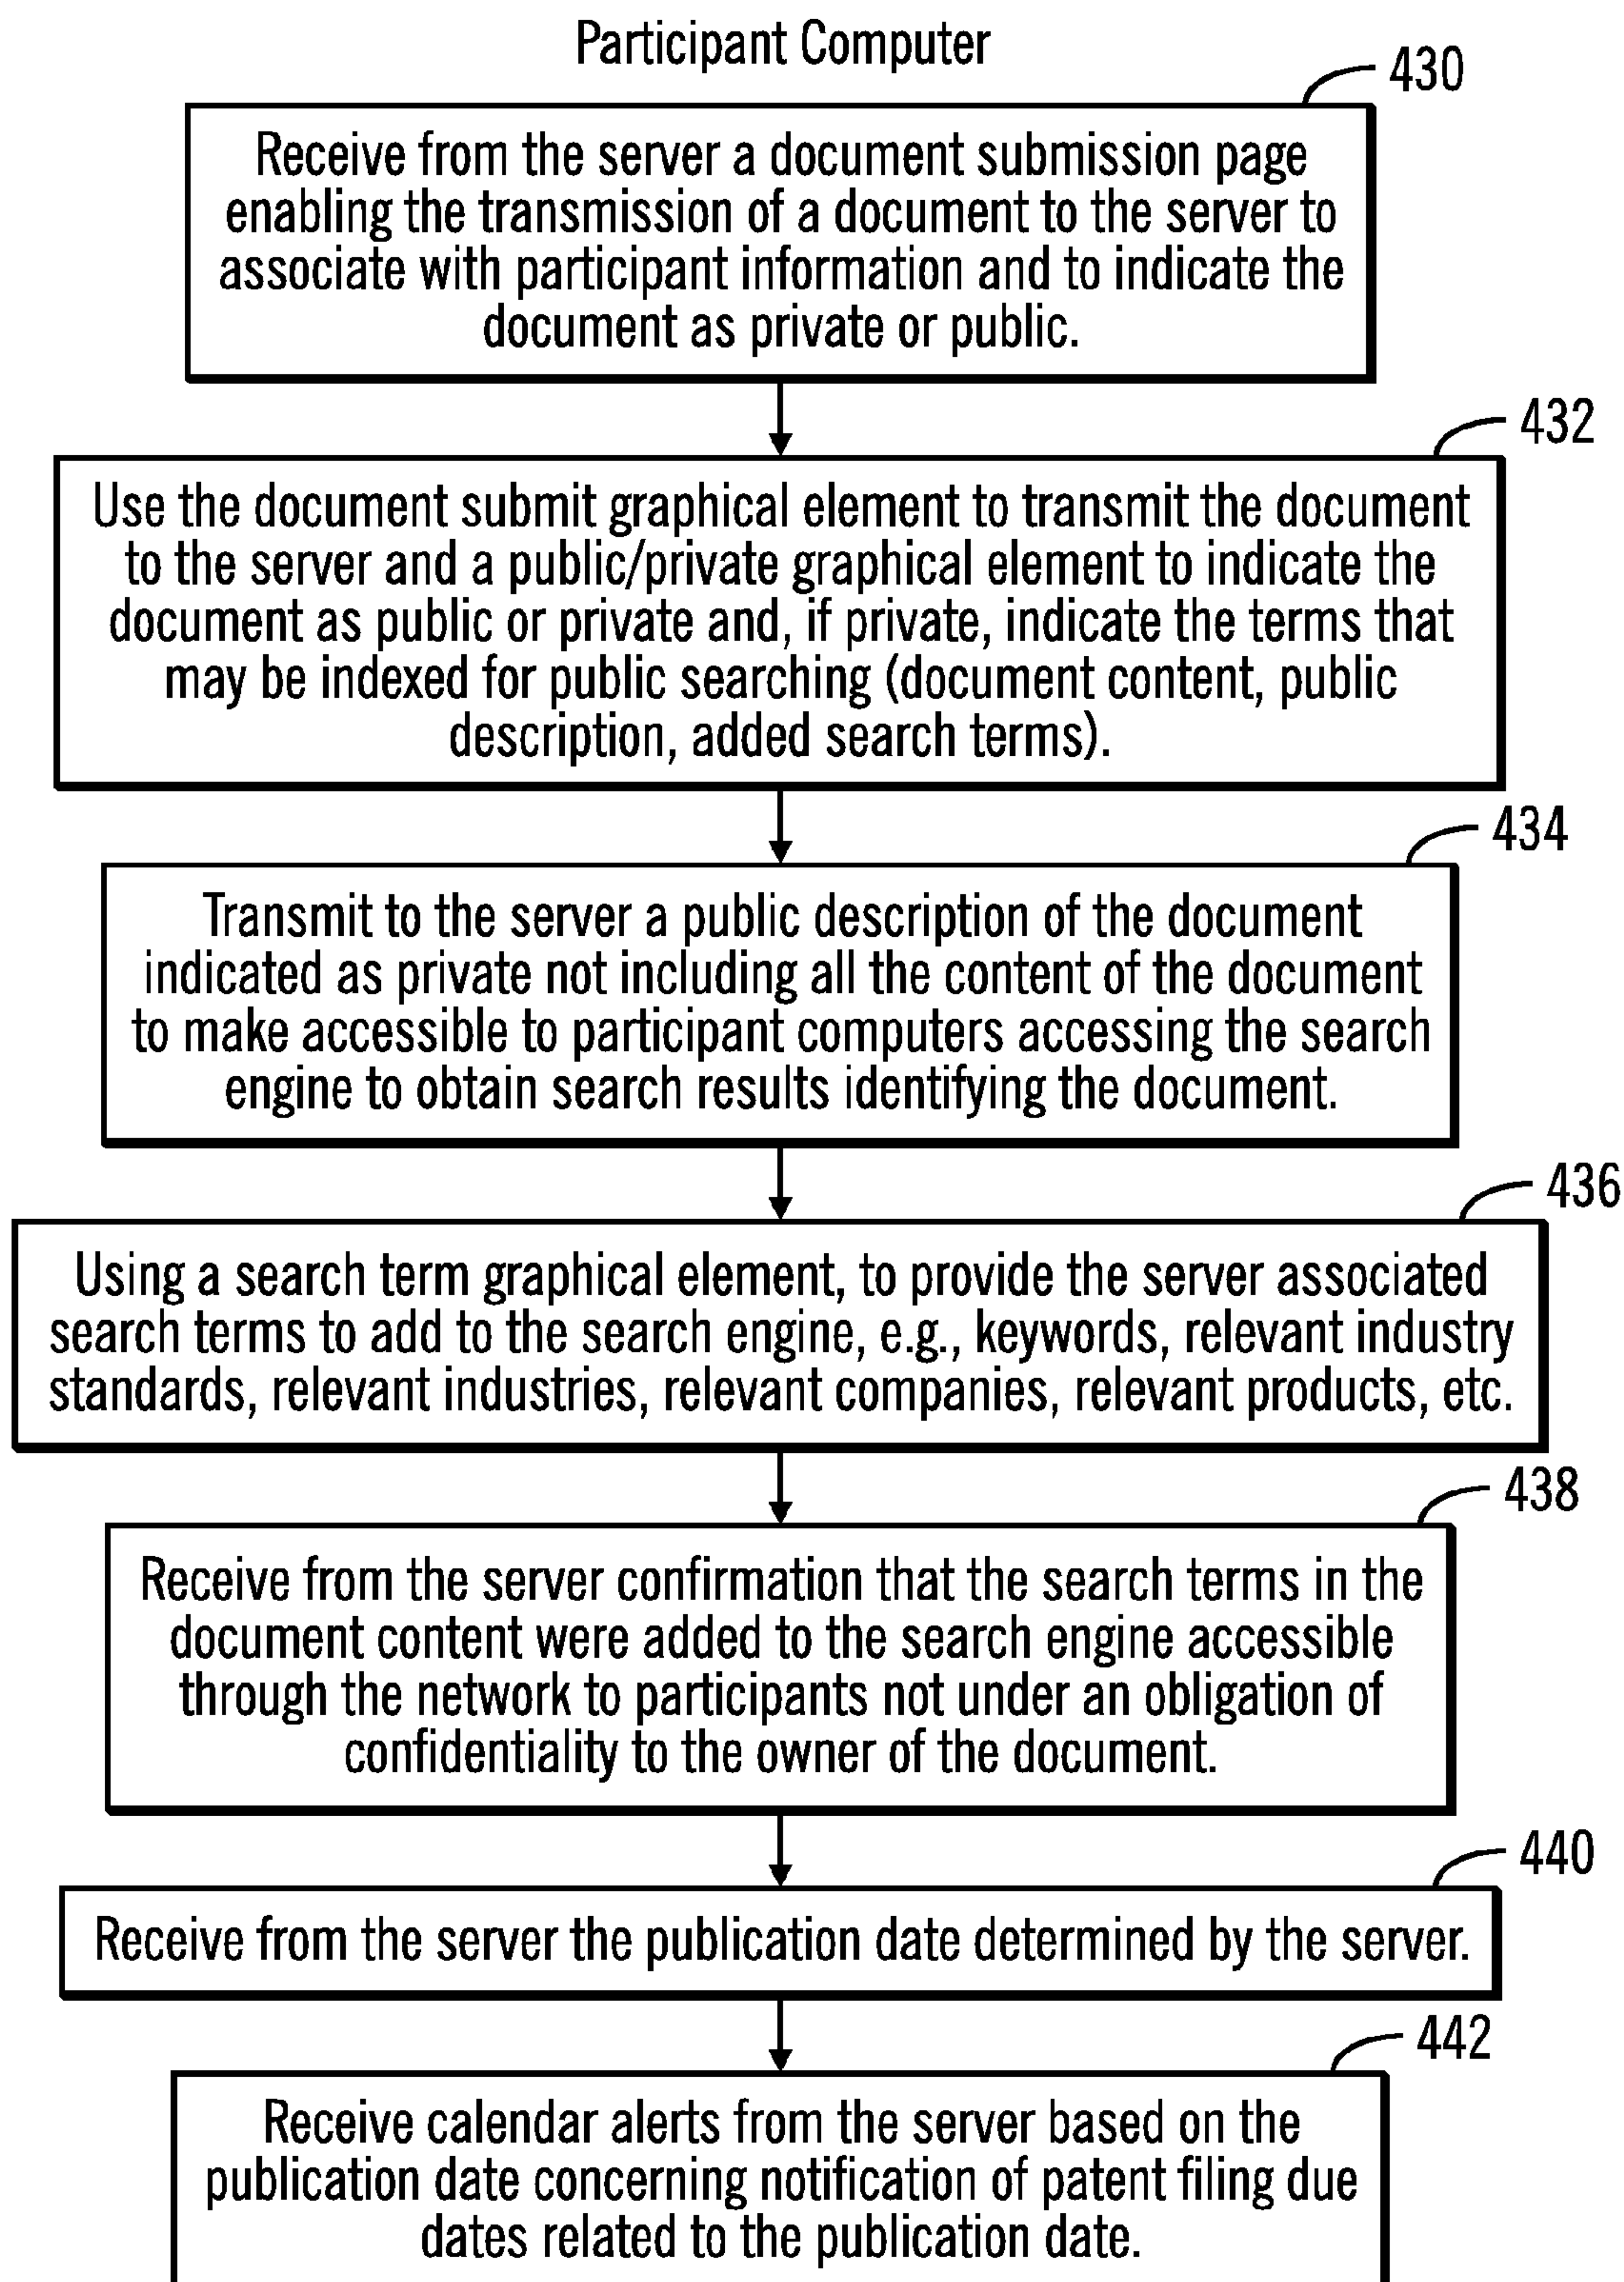 Participant Computer
430
Receive from the server a document submission page
enabling the transmission of a document to the server to
associate with participant information and to indicate the
document as private or public.
432
Use the document submit graphical element to transmit the document
to the server and a public/private graphical element to indicate the
document as public or private and, if private, indicate the terms that
may be indexed for public searching (document content, public
description, added search terms).
434
Transmit to the server a public description of the document
indicated as private not including all the content of the document
to make accessible to participant computers accessing the search
engine to obtain search results identifying the document.
436
Using a search term graphical element, to provide the server associated
search terms to add to the search engine, e.g., keywords, relevant industry
standards, relevant industries, relevant companies, relevant products, etc.
438
Receive from the server confirmation that the search terms in the
document content were added to the search engine accessible
through the network to participants not under an obligation of
confidentiality to the owner of the document.
440
Receive from the server the publication date determined by the server.
442
Receive calendar alerts from the server based on the
publication date concerning notification of patent filing due
dates related to the publication date.